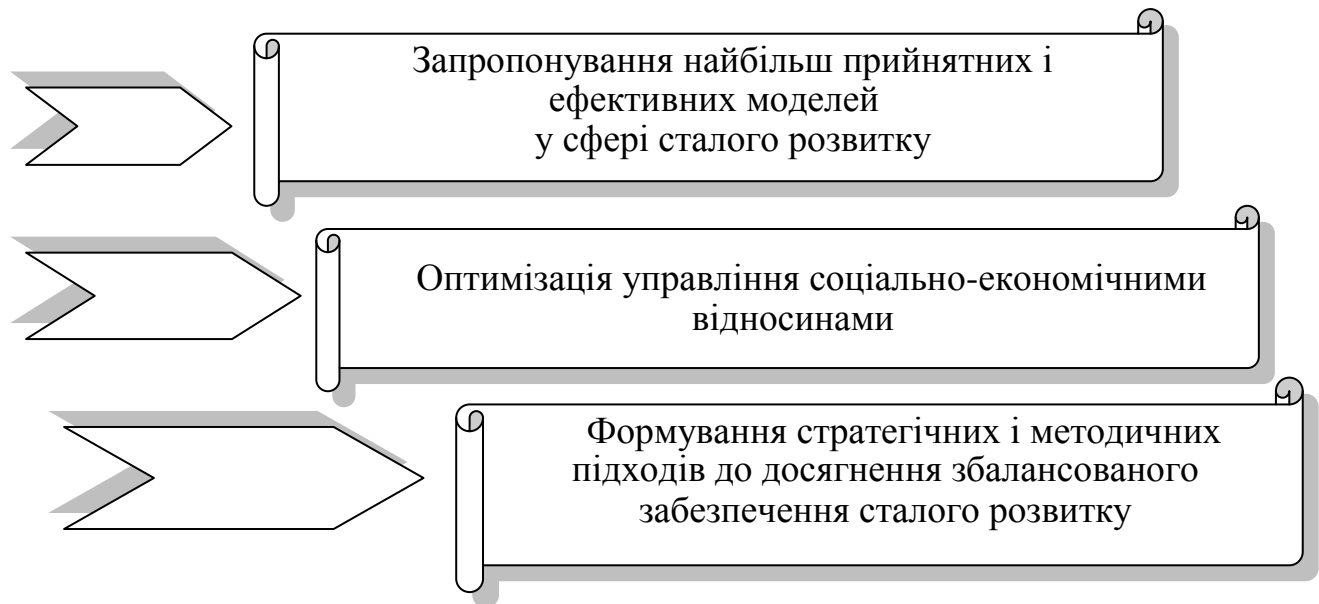 Запропонування найбільш прийнятних і
ефективних моделей
у сфері сталого розвитку
Оптимізація управління соціально-економічними
відносинами
Формування стратегічних і методичних
підходів до досягнення збалансованого
забезпечення сталого розвитку